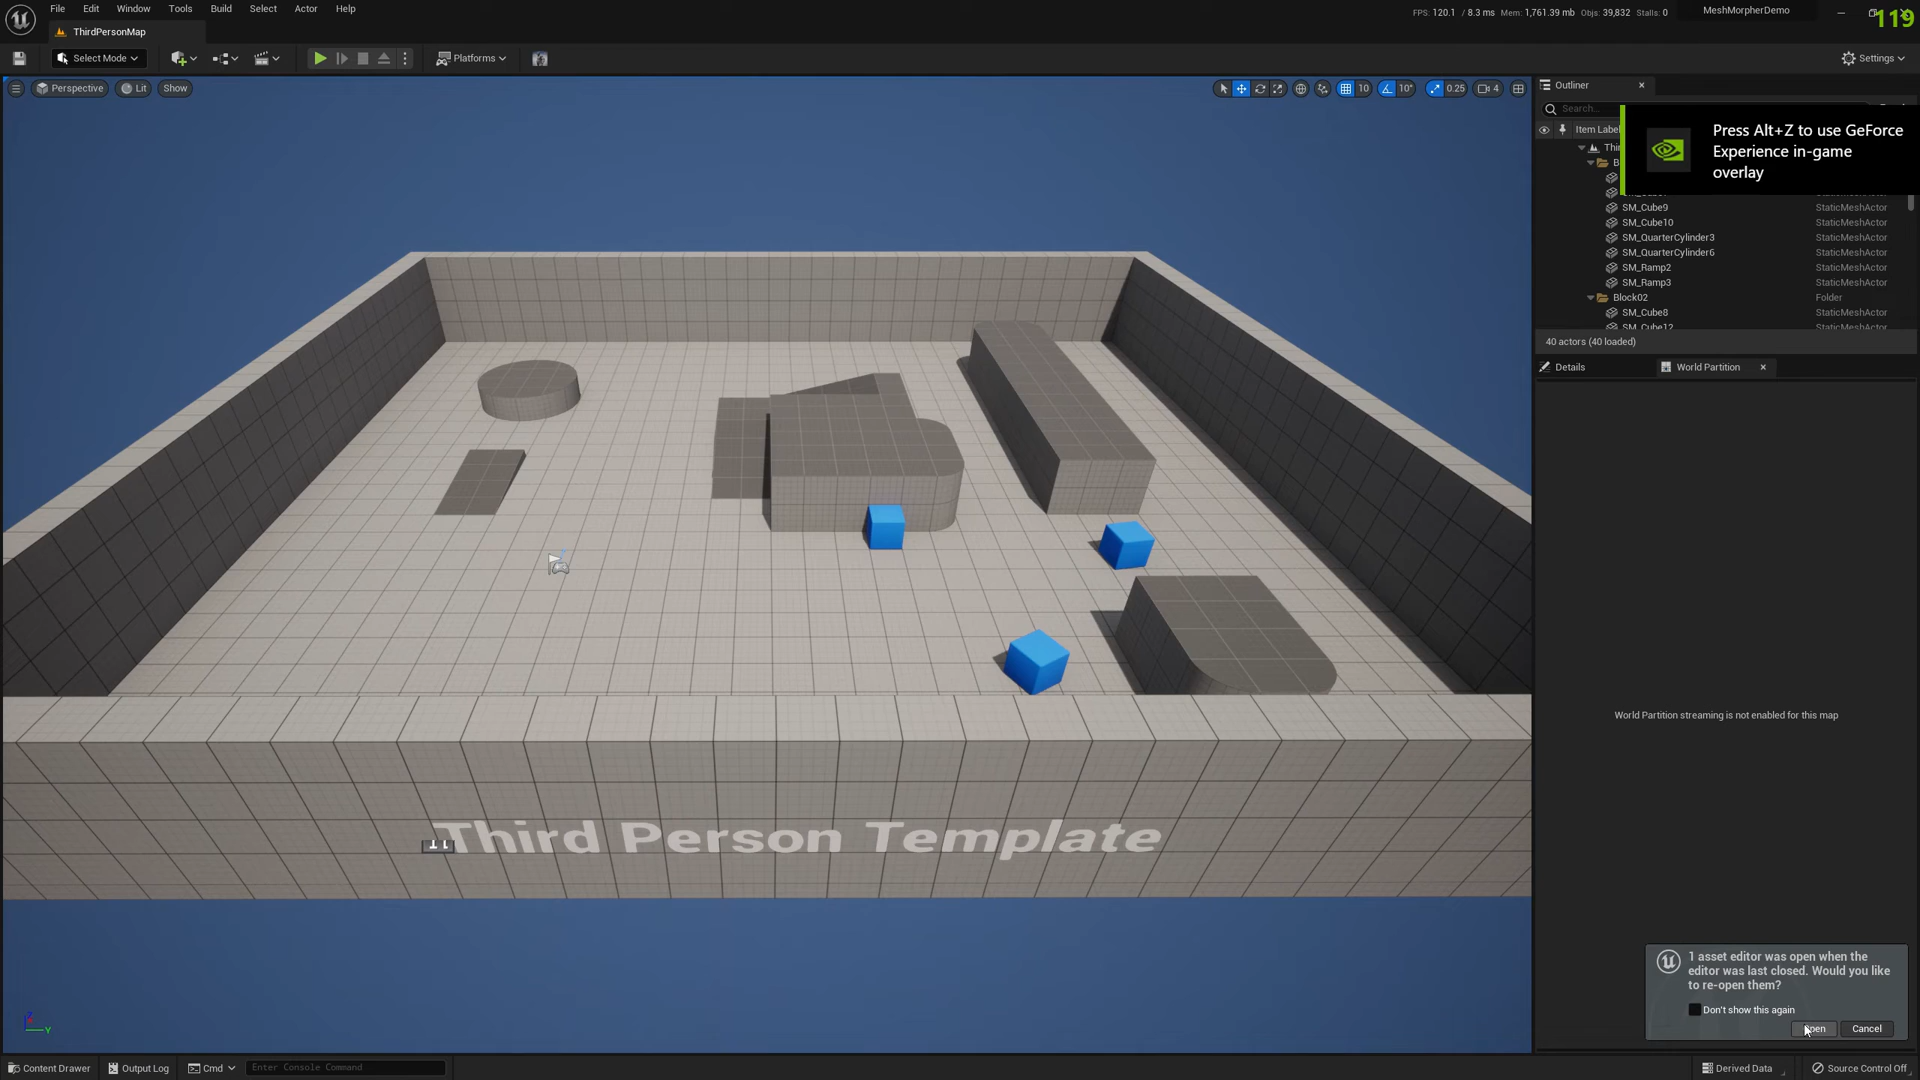 File Edit Window Tools Build Select Actor Help
FPS: 120.1 / 8.3 ms Mem: 1,761.39 mb Objs: 39,832 Stalls: 0
MeshMorpherDemo
119
ThirdPersonMap
Select Mode
Platforms
Settings
Perspective Lit Show
10 10° 0.25 4
Outliner
Search...
Item Label
Press Alt+Z to use GeForce
Experience in-game
overlay
SM_Cube9 StaticMeshActor
SM_Cube10 StaticMeshActor
SM_QuarterCylinder3 StaticMeshActor
SM_QuarterCylinder6 StaticMeshActor
SM_Ramp2 StaticMeshActor
SM_Ramp3 StaticMeshActor
Block02 Folder
SM_Cube8 StaticMeshActor
SM_Cube12 StaticMeshActor
40 actors (40 loaded)
Details World Partition
World Partition streaming is not enabled for this map
Third Person Template
1 asset editor was open when the
editor was last closed. Would you like
to re-open them?
Don't show this again
Open Cancel
Content Drawer Output Log Cmd Enter Console Command
Derived Data Source Control Off